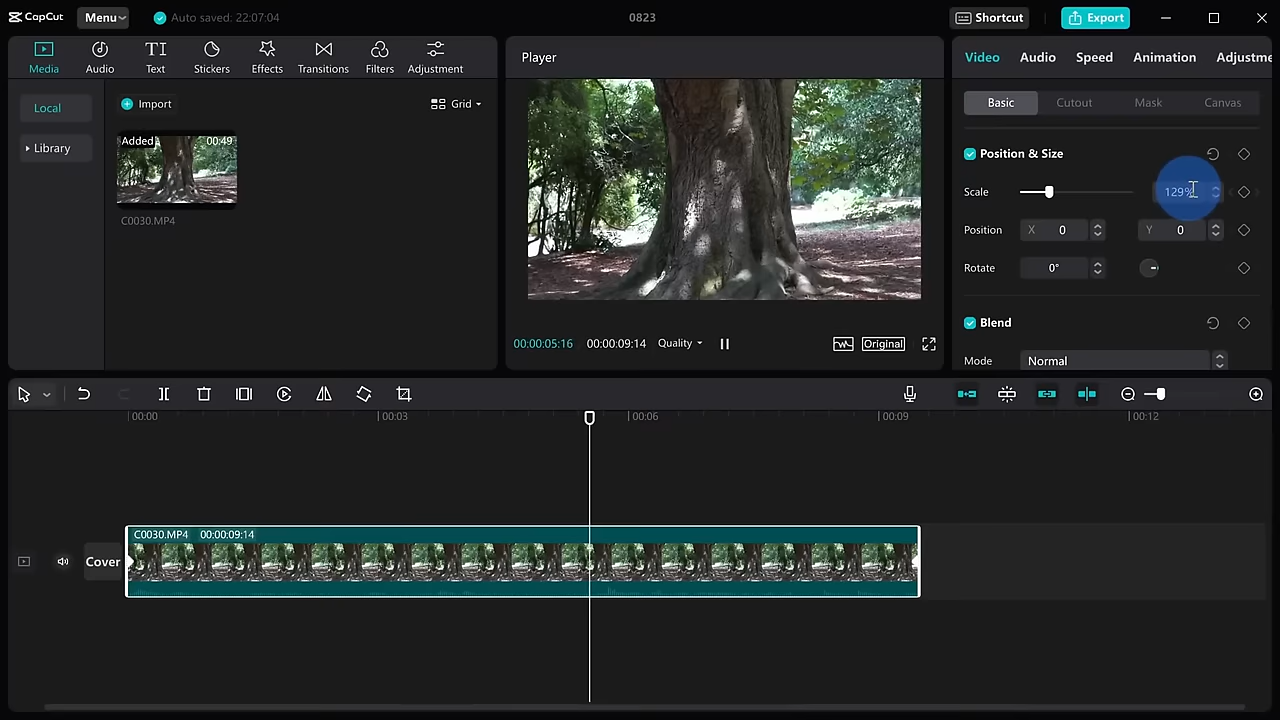 CapCut Menu Auto saved: 22:07:04 0823 Shortcut Export
Media Audio Text Stickers Effects Transitions Filters Adjustment
TI
Local
Library
Import Grid
Added 00:49
C0030.MP4
Player
00:00:05:16 00:00:09:14 Quality Original
Video Audio Speed Animation Adjustme
Basic Cutout Mask Canvas
Position & Size
Scale 129%
Position X 0 Y 0
Rotate 0°
Blend
Mode Normal
00:00 00:03 00:06 00:09 00:12
C0030.MP4 00:00:09:14
Cover